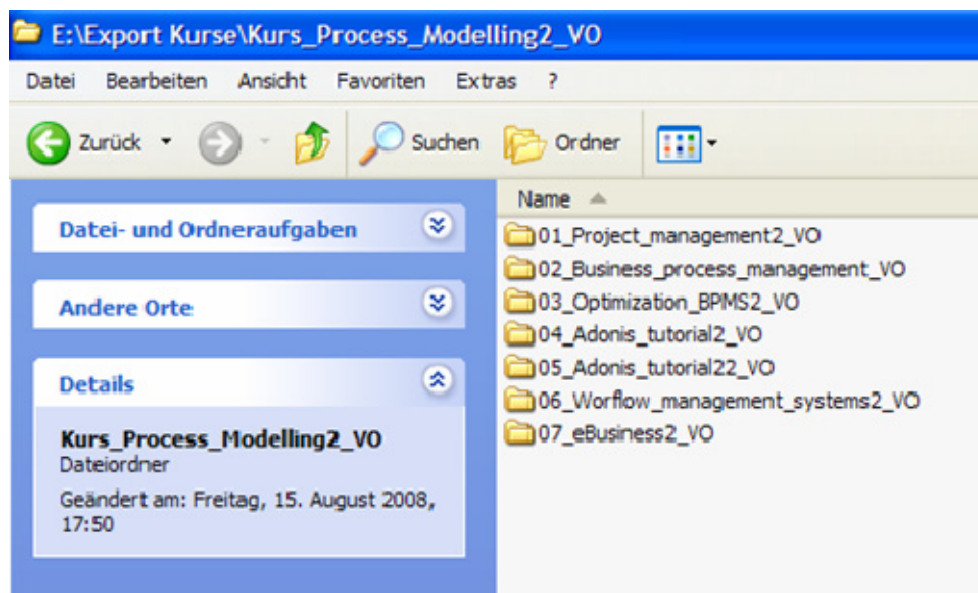 E:\Export Kurse\Kurs_Process_Modelling2_VO
Datei Bearbeiten Ansicht Favoriten Extras ?
Zurück Suchen Ordner
Name
Datei- und Ordneraufgaben
Andere Orte
Details
Kurs_Process_Modelling2_VO
Dateiordner
Geändert am: Freitag, 15. August 2008,
17:50
01_Project_management2_VO
02_Business_process_management_VO
03_Optimization_BPMS2_VO
04_Adonis_tutorial2_VO
05_Adonis_tutorial22_VO
06_Worflow_management_systems2_VO
07_eBusiness2_VO